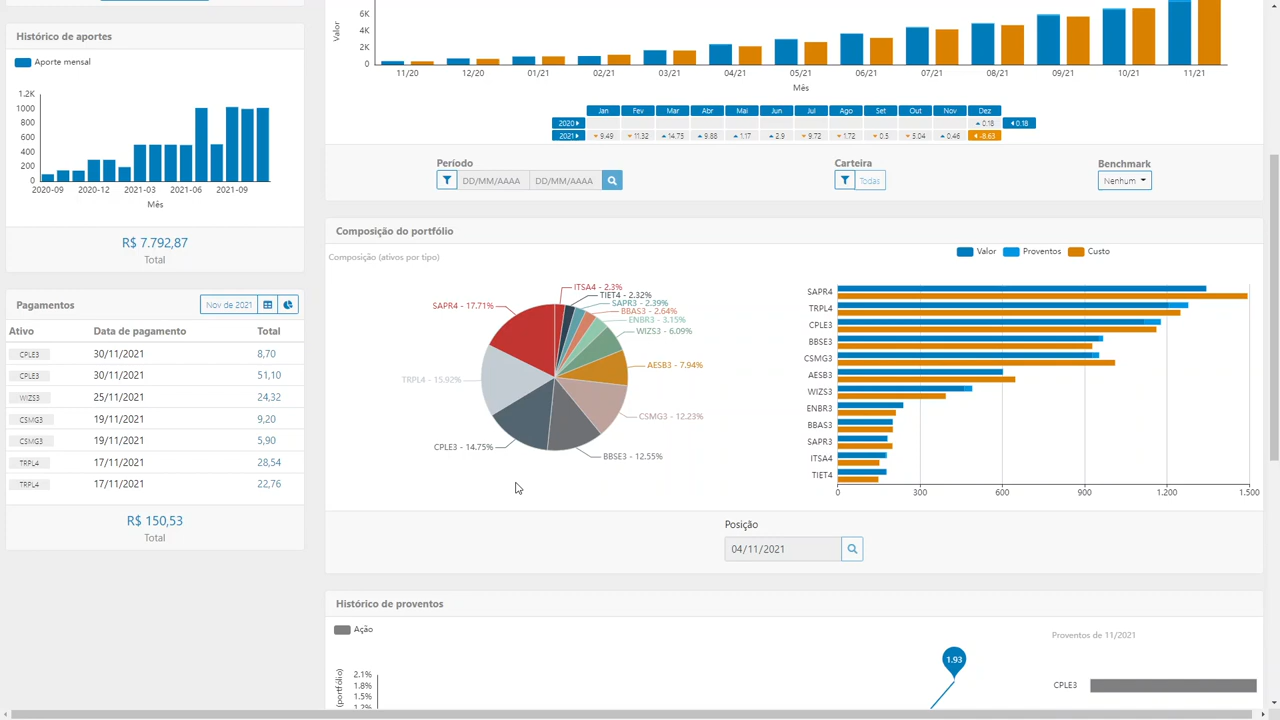 Histórico de aportes
Aporte mensal
1.2K
1000
800
600
400
200
0
2020-09 2020-12 2021-03 2021-06 2021-09
Mês
R$ 7.792,87
Total
Pagamentos
Nov de 2021
Ativo Data de pagamento Total
CPLE3 30/11/2021 8,70
CPLE3 30/11/2021 51,10
WIZS3 25/11/2021 24,32
CSMG3 19/11/2021 9,20
CSMG3 19/11/2021 5,90
TRPL4 17/11/2021 28,54
TRPL4 17/11/2021 22,76
R$ 150,53
Total
Valor
6K
4K
2K
0
11/20 12/20 01/21 02/21 03/21 04/21 05/21 06/21 07/21 08/21 09/21 10/21 11/21
Mês
Jan Fev Mar Abr Mai Jun Jul Ago Set Out Nov Dez
2020 0.18 0.18
2021 9.49 11.32 14.75 9.88 1.17 2.9 9.72 1.72 0.5 5.04 0.46 -8.63
Período
DD/MM/AAAA DD/MM/AAAA
Carteira
Todas
Benchmark
Nenhum
Composição do portfólio
Composição (ativos por tipo)
ITSA4 - 2.3%
TIET4 - 2.32%
SAPR3 - 2.39%
BBAS3 - 2.64%
ENBR3 - 3.15%
WIZS3 - 6.09%
AESB3 - 7.94%
CSMG3 - 12.23%
BBSE3 - 12.55%
CPLE3 - 14.75%
TRPL4 - 15.92%
SAPR4 - 17.71%
Valor Proventos Custo
SAPR4
TRPL4
CPLE3
BBSE3
CSMG3
AESB3
WIZS3
ENBR3
BBAS3
SAPR3
ITSA4
TIET4
0 300 600 900 1.200 1.500
Posição
04/11/2021
Histórico de proventos
Ação
(portfólio)
2.1%
1.8%
1.5%
1.2%
1.93
Proventos de 11/2021
CPLE3